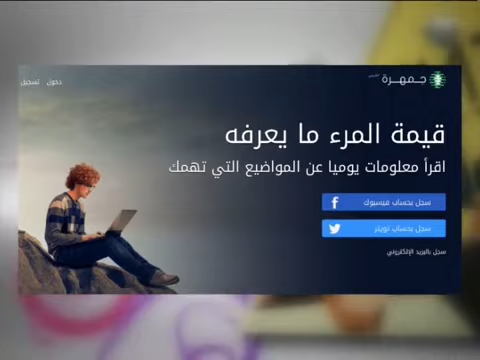 جـمهـرة
دخول تسجيل
قيمة المرء ما يعرفه
اقرأ معلومات يوميا عن المواضيع التي تهمك
سجل بحساب فيسبوك
سجل بحساب تويتر
سجل بالبريد الإلكتروني